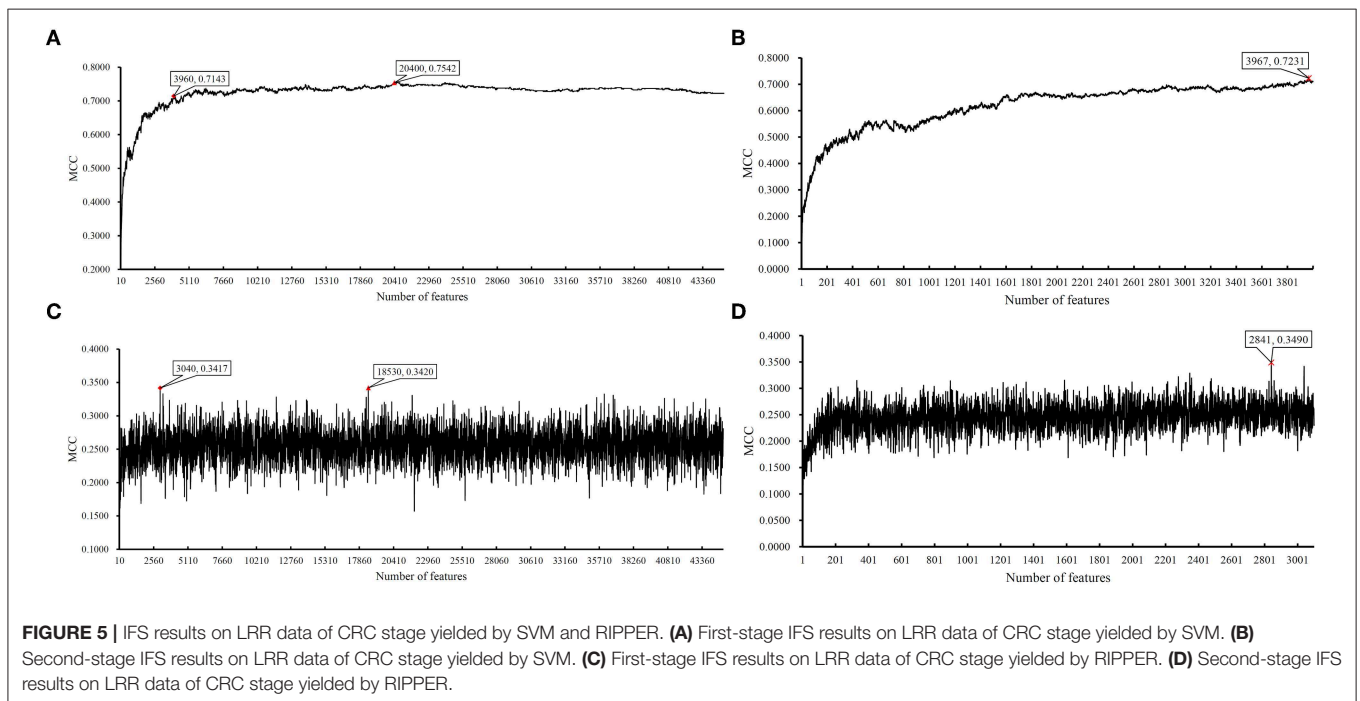 A
0.8000
0.7000
0.6000
0.5000
0.4000
0.3000
0.2000
MCC
3960, 0.7143
20400, 0.7542
10 2560 5110 7660 10210 12760 15310 17860 20410 22960 25510 28060 30610 33160 35710 38260 40810 43360
Number of features
B
0.8000
0.7000
0.6000
0.5000
0.4000
0.3000
0.2000
0.1000
0.0000
MCC
3967, 0.7231
1 201 401 601 801 1001 1201 1401 1601 1801 2001 2201 2401 2601 2801 3001 3201 3401 3601 3801
Number of features
C
0.4000
0.3500
0.3000
0.2500
0.2000
0.1500
0.1000
MCC
3040, 0.3417
18530, 0.3420
10 2560 5110 7660 10210 12760 15310 17860 20410 22960 25510 28060 30610 33160 35710 38260 40810 43360
Number of features
D
0.4000
0.3500
0.3000
0.2500
0.2000
0.1500
0.1000
0.0500
0.0000
MCC
2841, 0.3490
1 201 401 601 801 1001 1201 1401 1601 1801 2001 2201 2401 2601 2801 3001
Number of features
FIGURE 5 | IFS results on LRR data of CRC stage yielded by SVM and RIPPER. (A) First-stage IFS results on LRR data of CRC stage yielded by SVM. (B)
Second-stage IFS results on LRR data of CRC stage yielded by SVM. (C) First-stage IFS results on LRR data of CRC stage yielded by RIPPER. (D) Second-stage IFS
results on LRR data of CRC stage yielded by RIPPER.